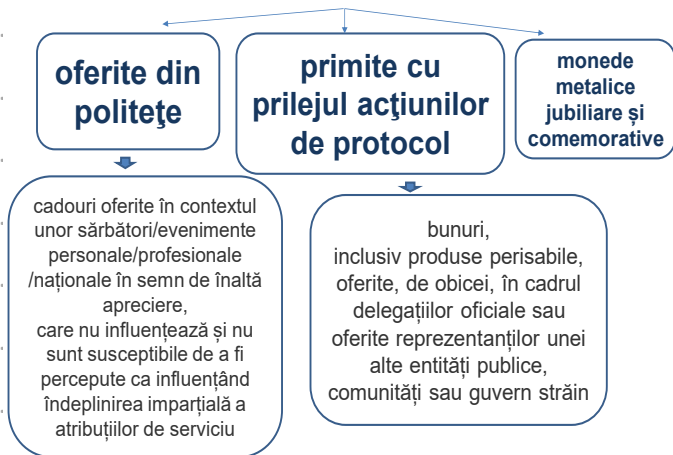 oferite din
politeţe
primite cu
prilejul acţiunilor
de protocol
monede
metalice
jubiliare și
comemorative
cadouri oferite în contextul
unor sărbători/evenimente
personale/profesionale
/naționale în semn de înaltă
apreciere,
care nu influențează și nu
sunt susceptibile de a fi
percepute ca influențând
îndeplinirea imparțială a
atribuțiilor de serviciu
bunuri,
inclusiv produse perisabile,
oferite, de obicei, în cadrul
delegațiilor oficiale sau
oferite reprezentanților unei
alte entități publice,
comunități sau guvern străin